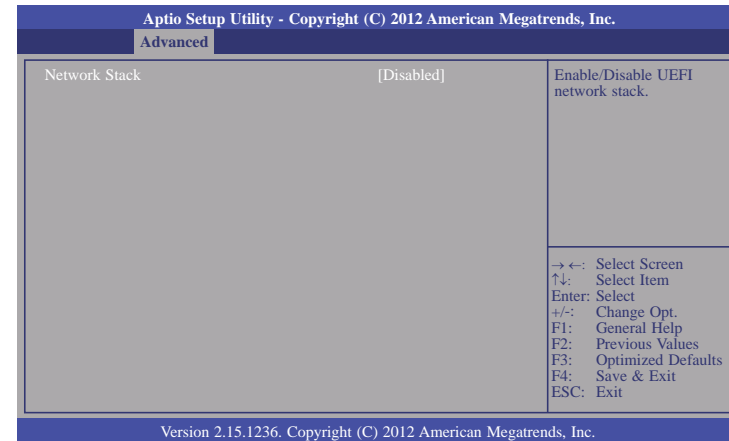 Aptio Setup Utility - Copyright (C) 2012 American Megatrends, Inc.
Advanced
Network Stack [Disabled]
Enable/Disable UEFI
network stack.
→ ←: Select Screen
↑↓: Select Item
Enter: Select
+/-: Change Opt.
F1: General Help
F2: Previous Values
F3: Optimized Defaults
F4: Save & Exit
ESC: Exit
Version 2.15.1236. Copyright (C) 2012 American Megatrends, Inc.